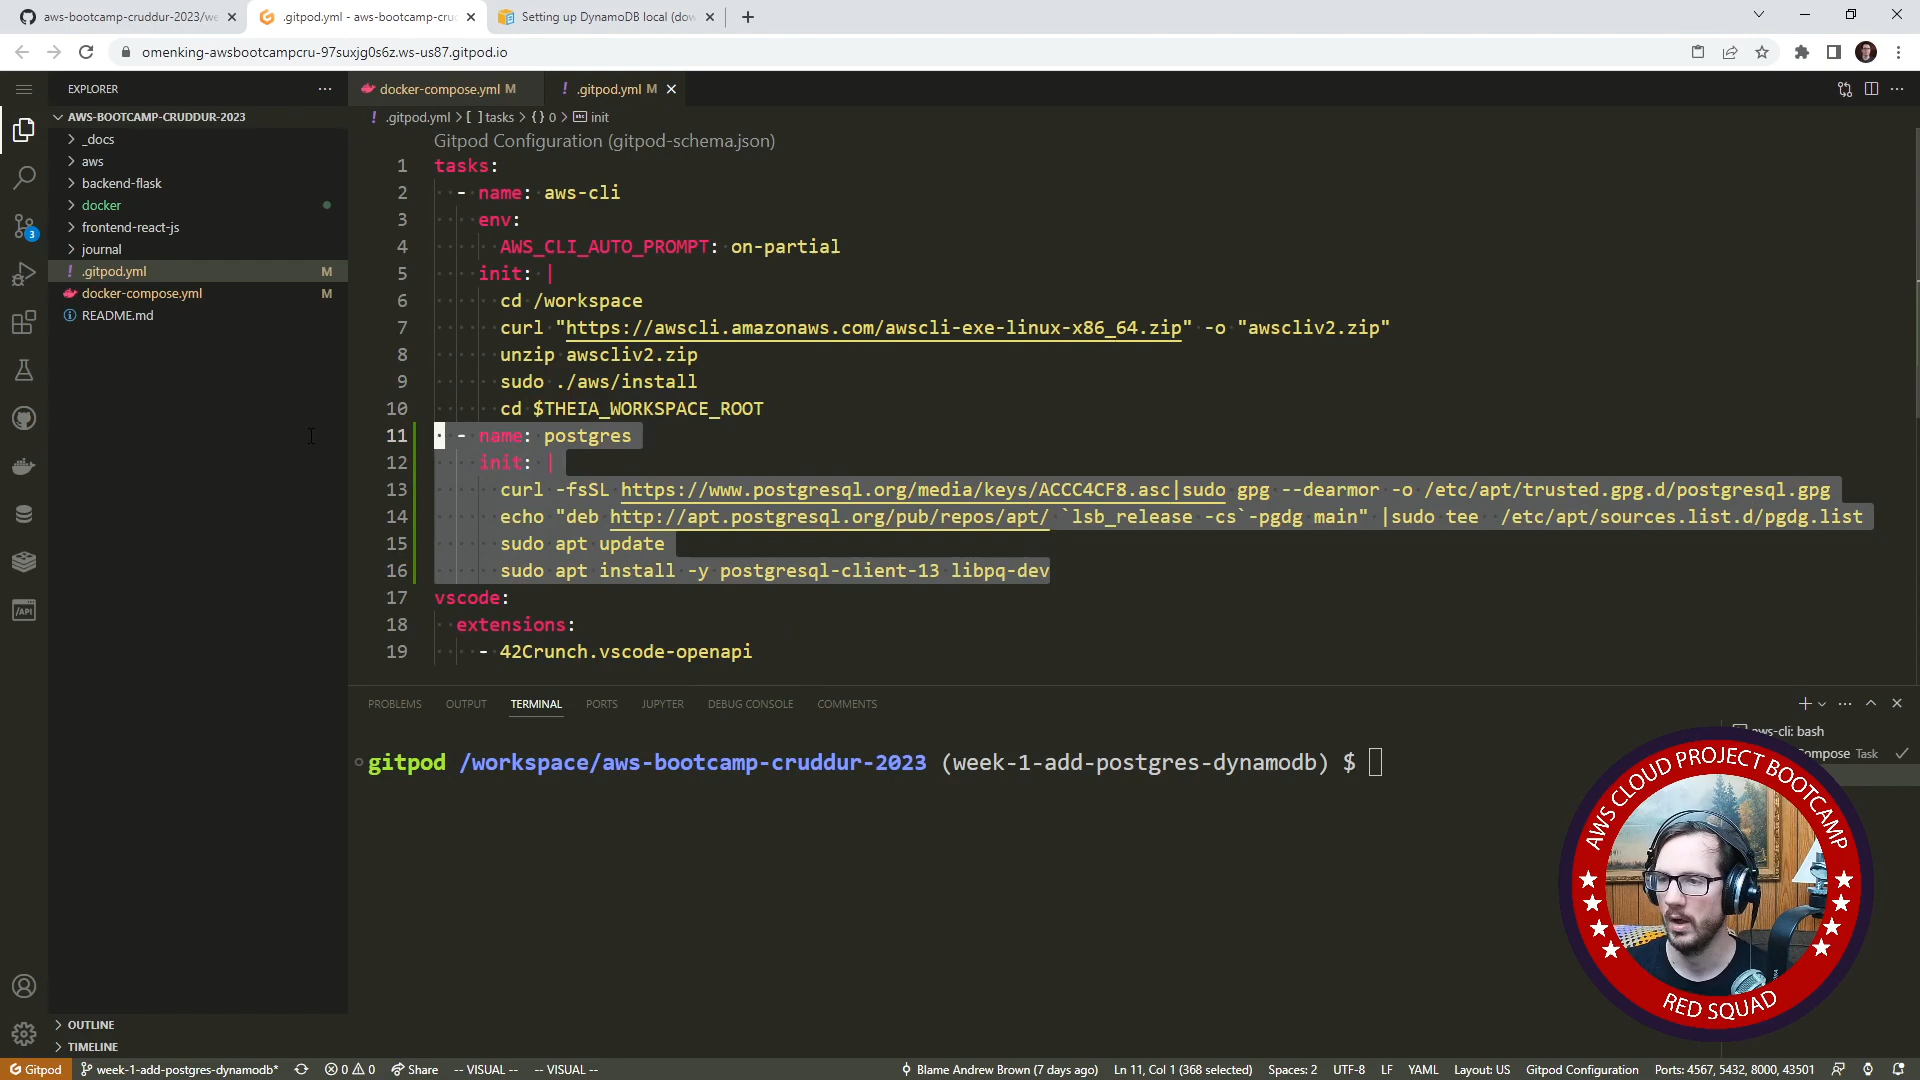 aws-bootcamp-cruddur-2023/we
.gitpod.yml - aws-bootcamp-cruc
Setting up DynamoDB local (dow
omenking-awsbootcampcru-97suxjg0s6z.ws-us87.gitpod.io
EXPLORER
AWS-BOOTCAMP-CRUDDUR-2023
_docs
aws
backend-flask
docker
frontend-react-js
journal
.gitpod.yml M
docker-compose.yml M
README.md
OUTLINE
TIMELINE
3
docker-compose.yml M
.gitpod.yml M
.gitpod.yml > [ ] tasks > { } 0 > abc init
Gitpod Configuration (gitpod-schema.json)
1 tasks:
2 - name: aws-cli
3 env:
4 AWS_CLI_AUTO_PROMPT: on-partial
5 init: |
6 cd /workspace
7 curl "https://awscli.amazonaws.com/awscli-exe-linux-x86_64.zip" -o "awscliv2.zip"
8 unzip awscliv2.zip
9 sudo ./aws/install
10 cd $THEIA_WORKSPACE_ROOT
11 - name: postgres
12 init: |
13 curl -fsSL https://www.postgresql.org/media/keys/ACCC4CF8.asc|sudo gpg --dearmor -o /etc/apt/trusted.gpg.d/postgresql.gpg
14 echo "deb http://apt.postgresql.org/pub/repos/apt/ `lsb_release -cs`-pgdg main" |sudo tee  /etc/apt/sources.list.d/pgdg.list
15 sudo apt update
16 sudo apt install -y postgresql-client-13 libpq-dev
17 vscode:
18 extensions:
19 - 42Crunch.vscode-openapi
PROBLEMS OUTPUT TERMINAL PORTS JUPYTER DEBUG CONSOLE COMMENTS
aws-cli: bash
Compose Task
gitpod /workspace/aws-bootcamp-cruddur-2023 (week-1-add-postgres-dynamodb) $
AWS CLOUD PROJECT BOOTCAMP
RED SQUAD
/API
Gitpod week-1-add-postgres-dynamodb* 0 0 Share -- VISUAL -- -- VISUAL -- Blame Andrew Brown (7 days ago) Ln 11, Col 1 (368 selected) Spaces: 2 UTF-8 LF YAML Layout: US Gitpod Configuration Ports: 4567, 5432, 8000, 43501